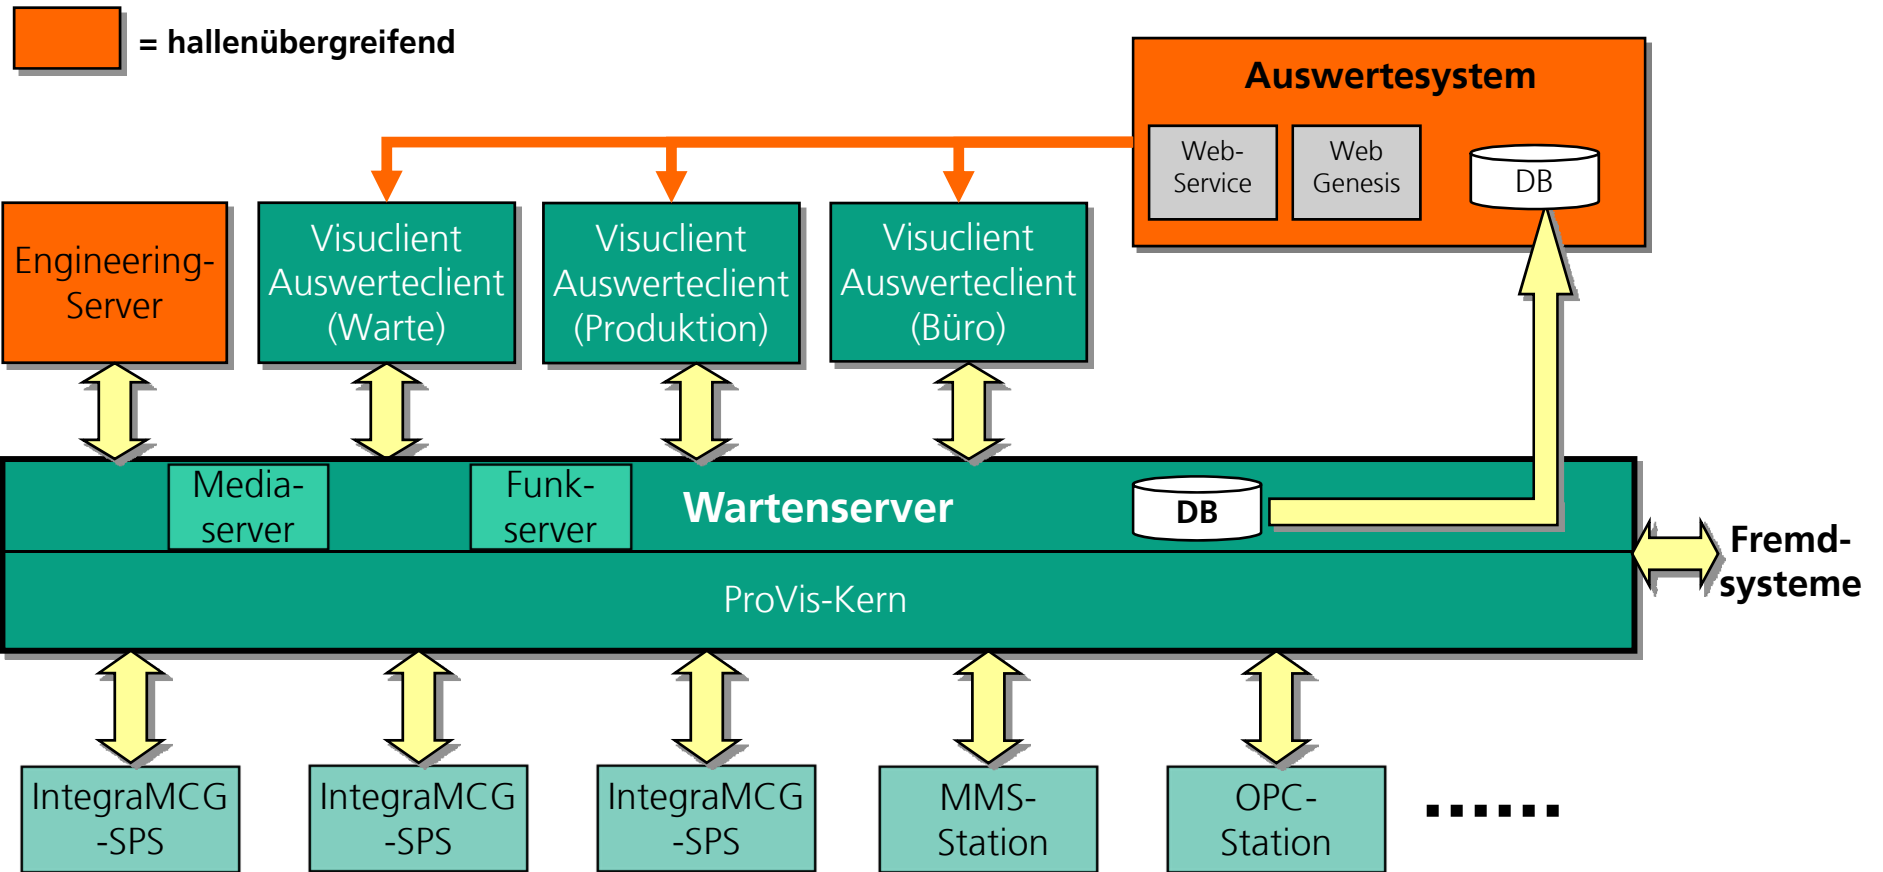 = hallenübergreifend
Auswertesystem
Web-
Service
Web
Genesis
DB
Engineering-
Server
Visuclient
Auswerteclient
(Warte)
Visuclient
Auswerteclient
(Produktion)
Visuclient
Auswerteclient
(Büro)
Media-
server
Funk-
server
Wartenserver
DB
Fremd-
systeme
ProVis-Kern
IntegraMCG
-SPS
IntegraMCG
-SPS
IntegraMCG
-SPS
MMS-
Station
OPC-
Station
......